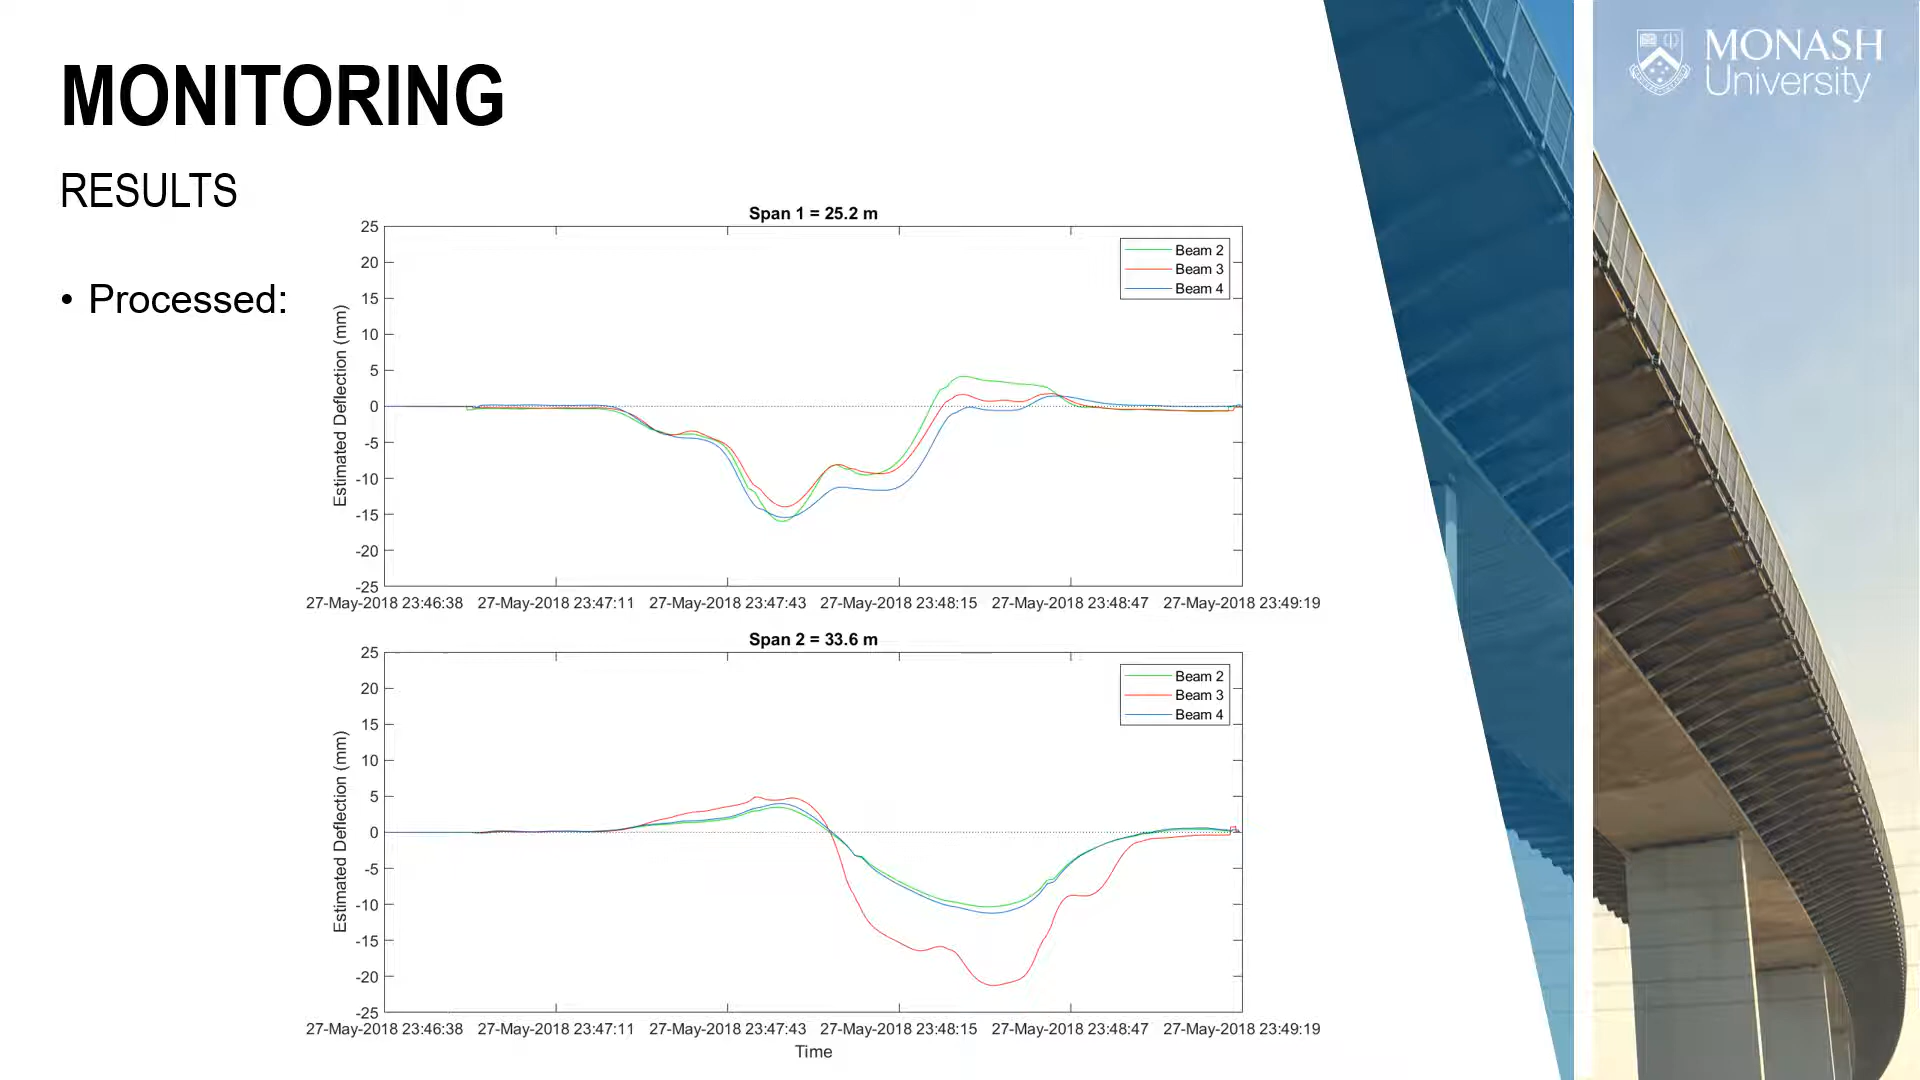 MONITORING
MONASH
University
RESULTS
• Processed:
Span 1 = 25.2 m
25
20
15
10
5
0
-5
-10
-15
-20
-25
Estimated Deflection (mm)
Beam 2
Beam 3
Beam 4
27-May-2018 23:46:38 27-May-2018 23:47:11 27-May-2018 23:47:43 27-May-2018 23:48:15 27-May-2018 23:48:47 27-May-2018 23:49:19
Span 2 = 33.6 m
25
20
15
10
5
0
-5
-10
-15
-20
-25
Estimated Deflection (mm)
Beam 2
Beam 3
Beam 4
27-May-2018 23:46:38 27-May-2018 23:47:11 27-May-2018 23:47:43 27-May-2018 23:48:15 27-May-2018 23:48:47 27-May-2018 23:49:19
Time